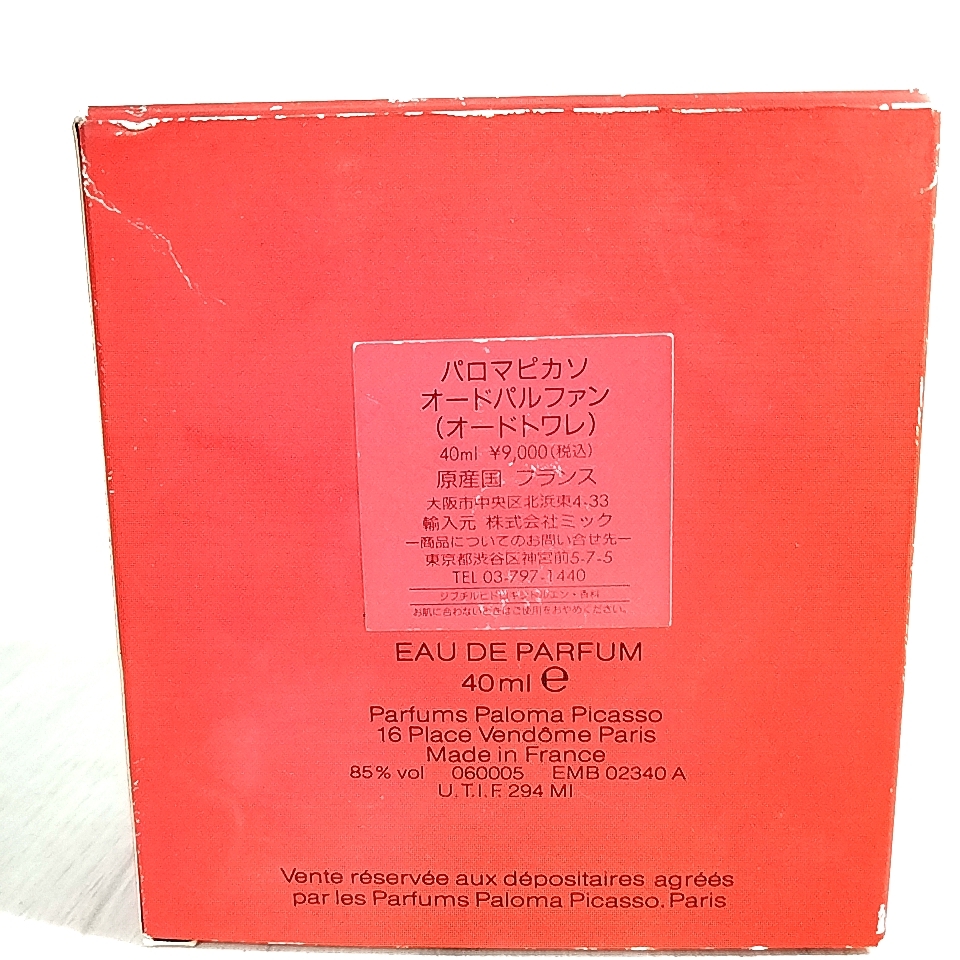 パロマピカソ
オードパルファン
(オードトワレ)
40ml ¥9,000(税込)
原産国 フランス
大阪市中央区北浜東4-33
輸入元 株式会社ミック
ー商品についてのお問い合せ先ー
東京都渋谷区神宮前5-7-5
TEL 03-797-1440
お肌に合わないときはご使用をおやめください。
EAU DE PARFUM
40ml ℮
Parfums Paloma Picasso
16 Place Vendôme Paris
Made in France
85% vol 060005 EMB 02340 A
U.T.I.F. 294 MI
Vente réservée aux dépositaires agréés
par les Parfums Paloma Picasso. Paris